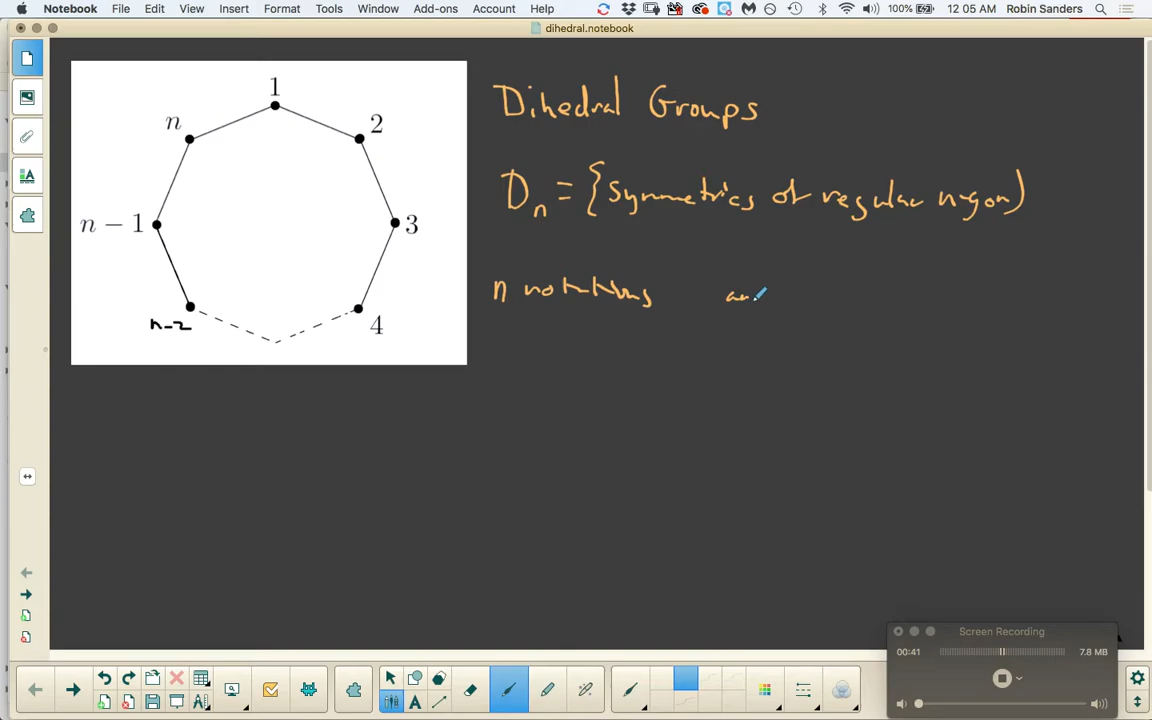 Notebook File Edit View Insert Format Tools Window Add-ons Account Help 100% 12:05 AM Robin Sanders
dihedral.notebook
1
n
2
n − 1
3
n-2
4
Dihedral Groups
Dn = {Symmetries of regular n-gon)
n rotations an
Screen Recording
00:41 7.8 MB
A